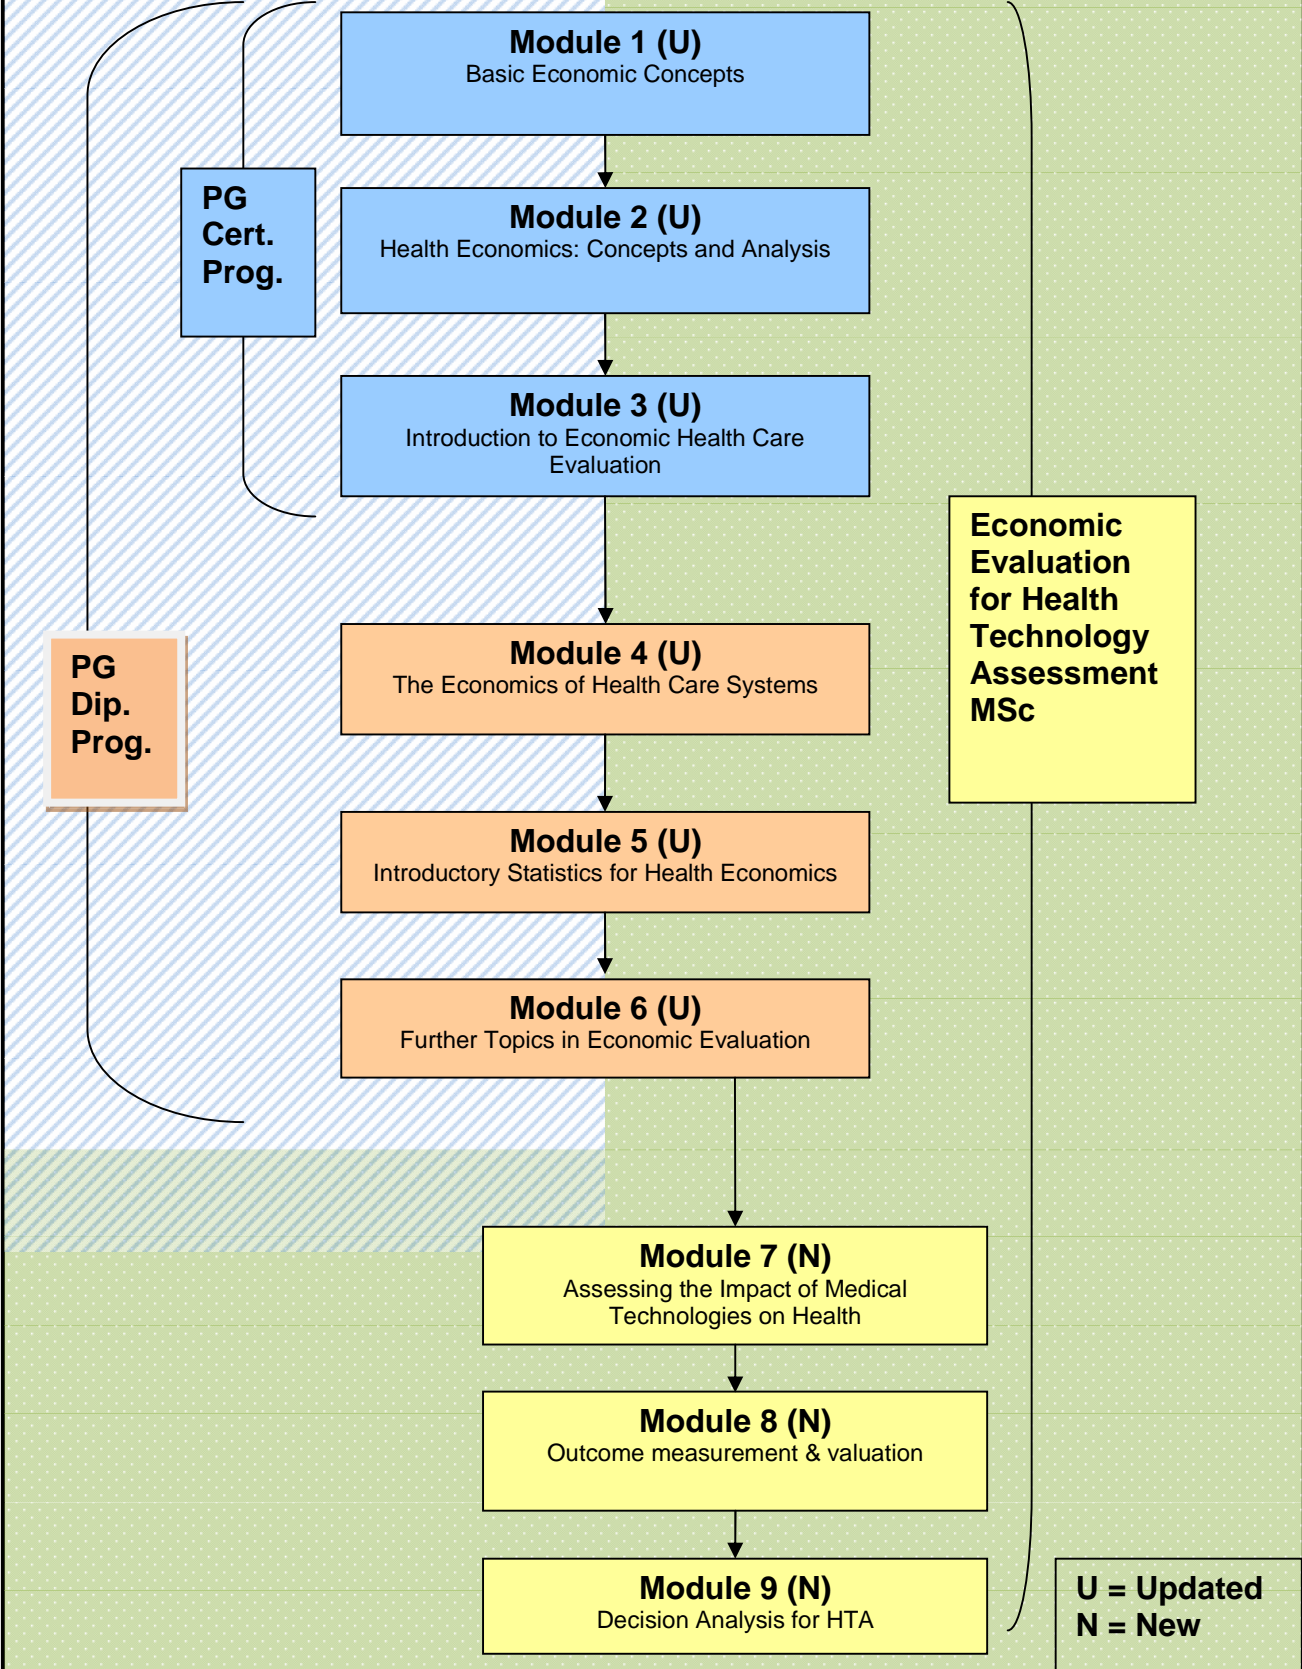 Module 1 (U)
Basic Economic Concepts
PG
Cert.
Prog.
Module 2 (U)
Health Economics: Concepts and Analysis
Module 3 (U)
Introduction to Economic Health Care
Evaluation
Economic
Evaluation
for Health
Technology
Assessment
MSc
PG
Dip.
Prog.
Module 4 (U)
The Economics of Health Care Systems
Module 5 (U)
Introductory Statistics for Health Economics
Module 6 (U)
Further Topics in Economic Evaluation
Module 7 (N)
Assessing the Impact of Medical
Technologies on Health
Module 8 (N)
Outcome measurement & valuation
Module 9 (N)
Decision Analysis for HTA
U = Updated
N = New